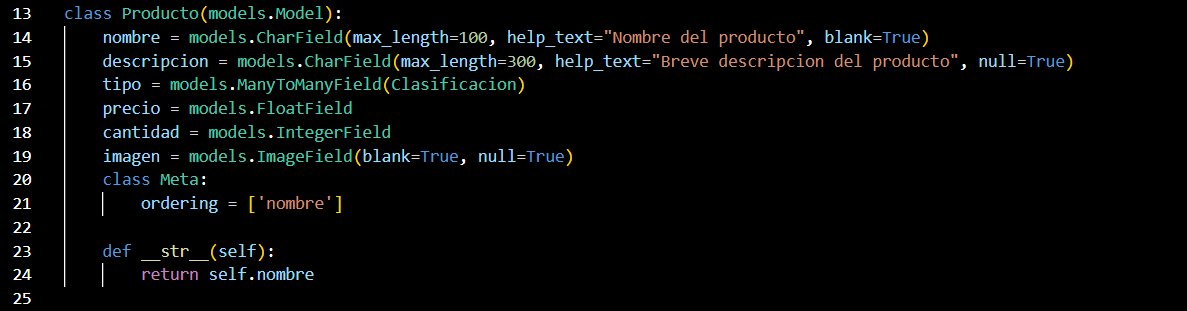 13 class Producto(models.Model):
14     nombre = models.CharField(max_length=100, help_text="Nombre del producto", blank=True)
15     descripcion = models.CharField(max_length=300, help_text="Breve descripcion del producto", null=True)
16     tipo = models.ManyToManyField(Clasificacion)
17     precio = models.FloatField
18     cantidad = models.IntegerField
19     imagen = models.ImageField(blank=True, null=True)
20     class Meta:
21         ordering = ['nombre']
22
23     def __str__(self):
24         return self.nombre
25